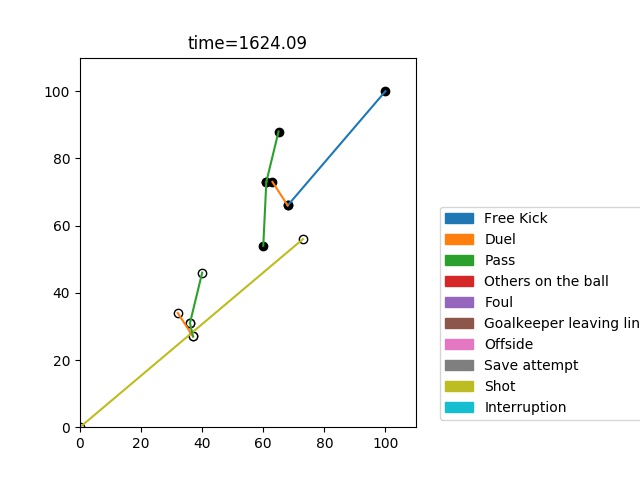 time=1624.09
100
80
60
40
20
0
0 20 40 60 80 100
Free Kick
Duel
Pass
Others on the ball
Foul
Goalkeeper leaving lin
Offside
Save attempt
Shot
Interruption